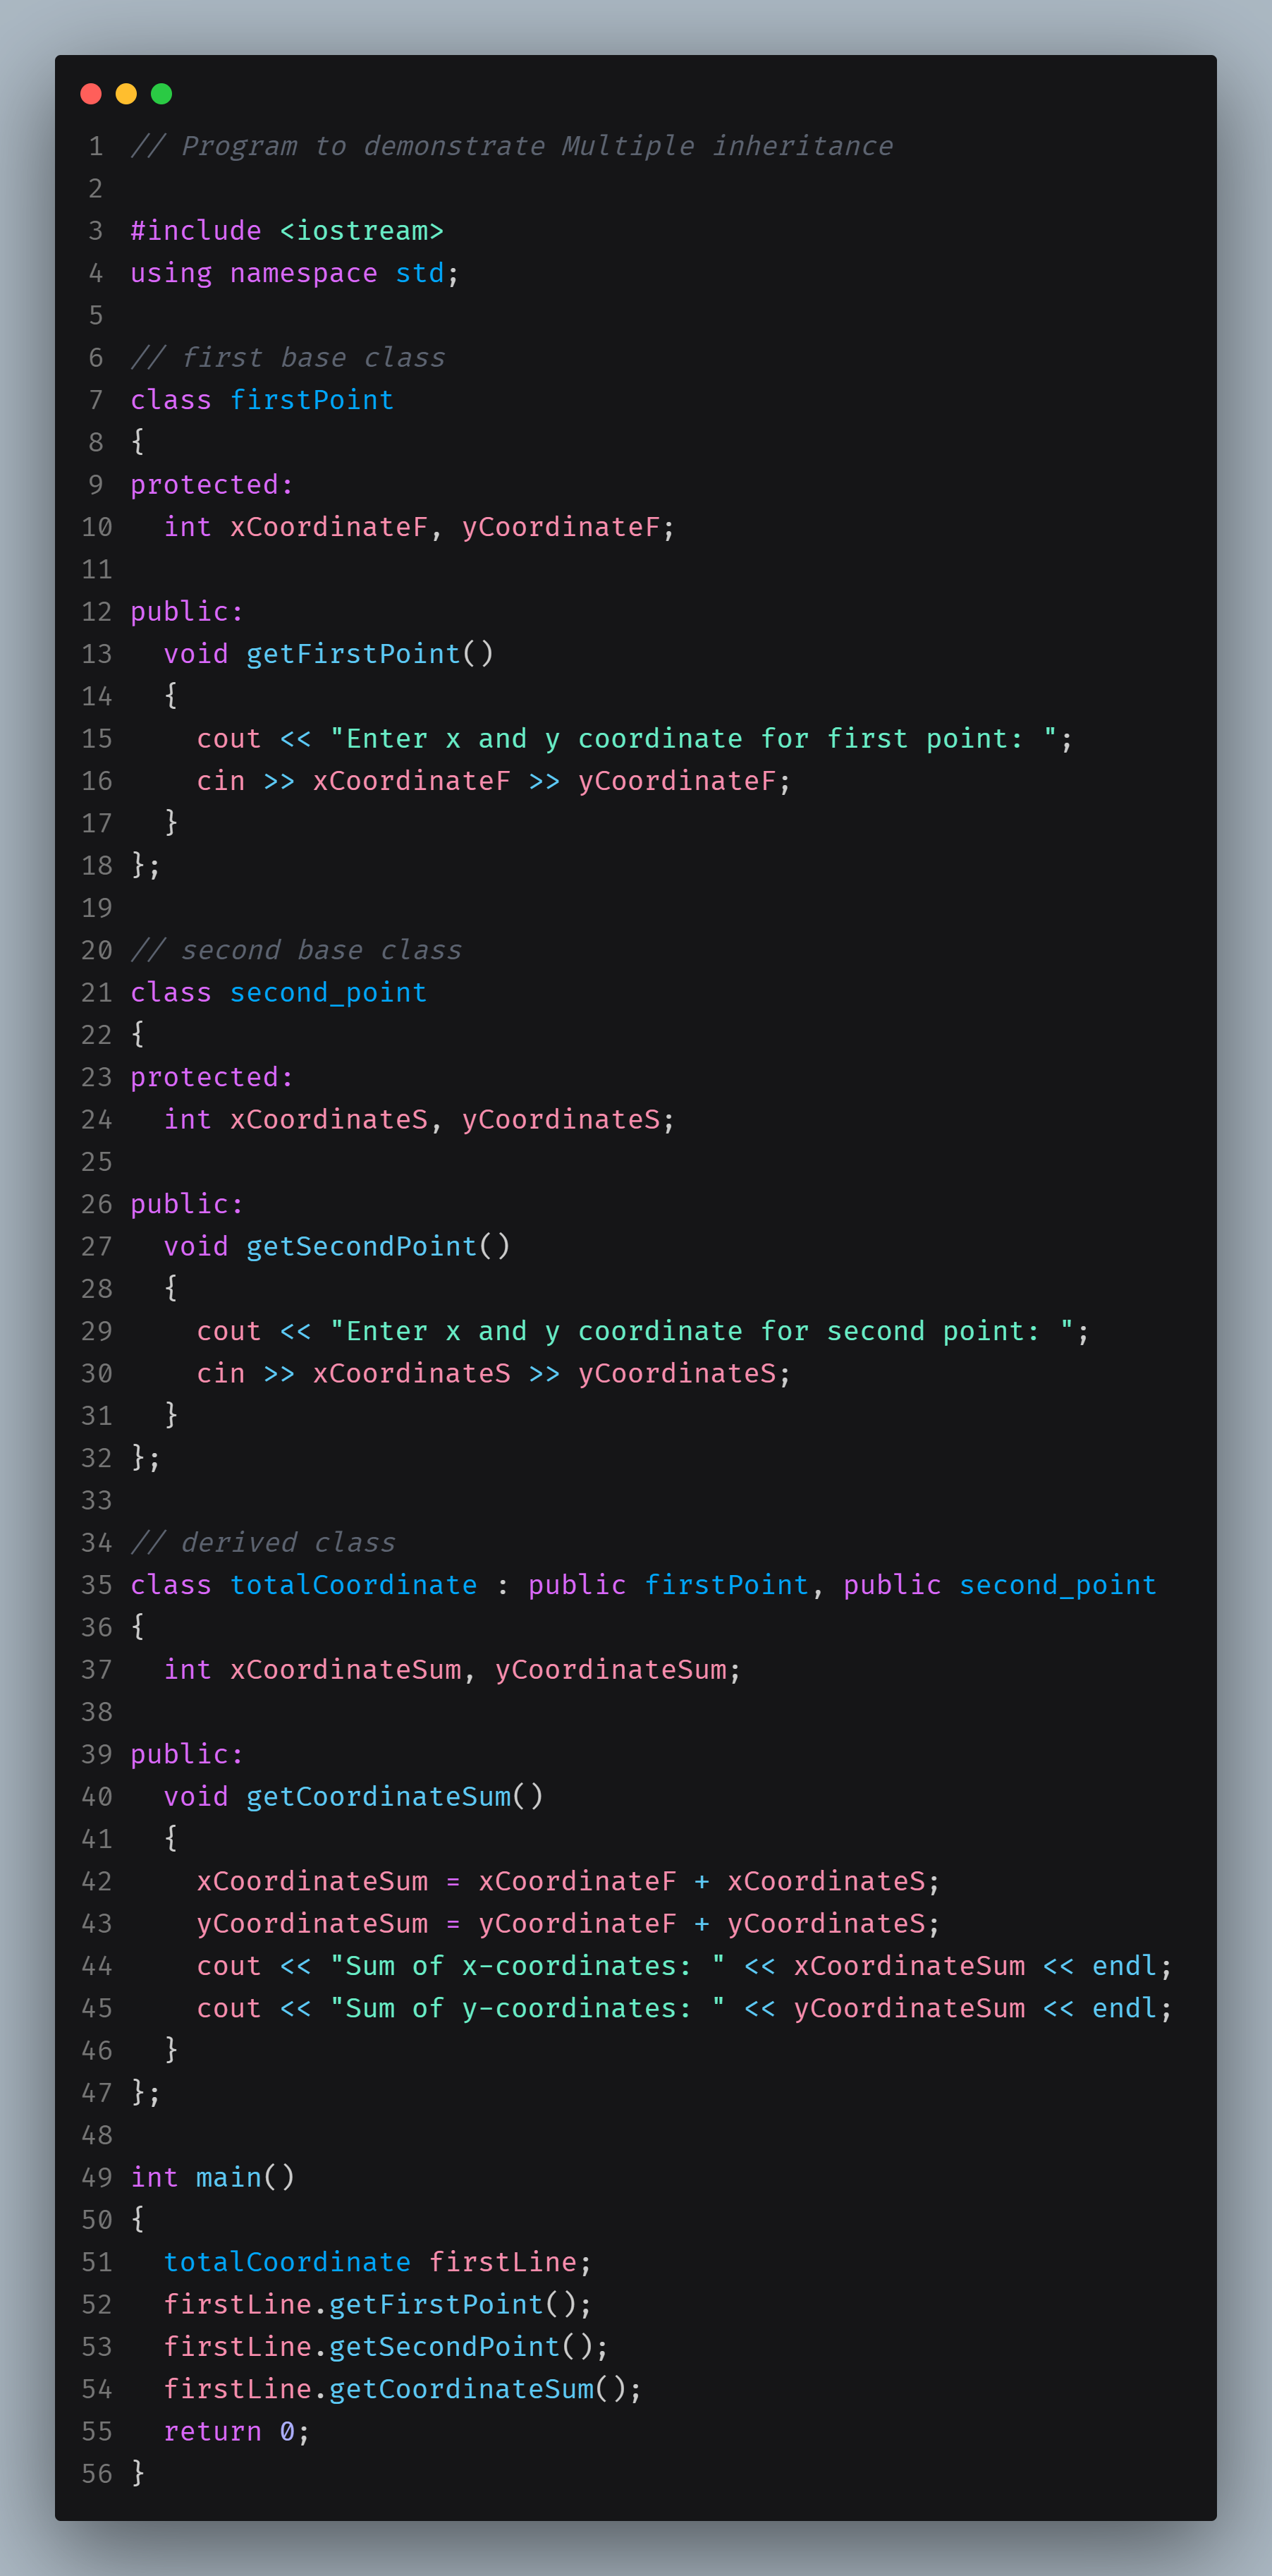 1 // Program to demonstrate Multiple inheritance
2
3 #include <iostream>
4 using namespace std;
5
6 // first base class
7 class firstPoint
8 {
9 protected:
10   int xCoordinateF, yCoordinateF;
11
12 public:
13   void getFirstPoint()
14   {
15     cout << "Enter x and y coordinate for first point: ";
16     cin >> xCoordinateF >> yCoordinateF;
17   }
18 };
19
20 // second base class
21 class second_point
22 {
23 protected:
24   int xCoordinateS, yCoordinateS;
25
26 public:
27   void getSecondPoint()
28   {
29     cout << "Enter x and y coordinate for second point: ";
30     cin >> xCoordinateS >> yCoordinateS;
31   }
32 };
33
34 // derived class
35 class totalCoordinate : public firstPoint, public second_point
36 {
37   int xCoordinateSum, yCoordinateSum;
38
39 public:
40   void getCoordinateSum()
41   {
42     xCoordinateSum = xCoordinateF + xCoordinateS;
43     yCoordinateSum = yCoordinateF + yCoordinateS;
44     cout << "Sum of x-coordinates: " << xCoordinateSum << endl;
45     cout << "Sum of y-coordinates: " << yCoordinateSum << endl;
46   }
47 };
48
49 int main()
50 {
51   totalCoordinate firstLine;
52   firstLine.getFirstPoint();
53   firstLine.getSecondPoint();
54   firstLine.getCoordinateSum();
55   return 0;
56 }